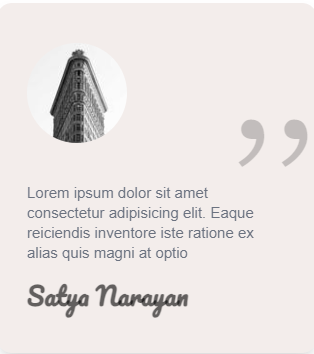 ”
Lorem ipsum dolor sit amet
consectetur adipisicing elit. Eaque
reiciendis inventore iste ratione ex
alias quis magni at optio
Satya Narayan